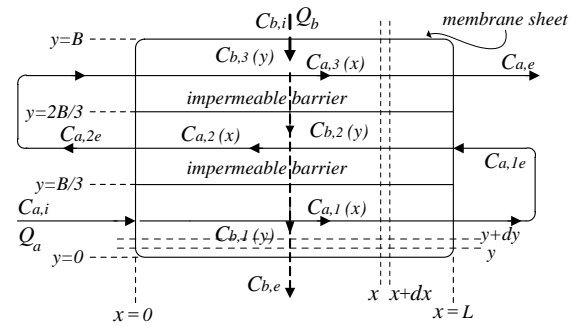 C_{b,i} Q_b
membrane sheet
y=B
C_{b,3}(y)
C_{a,3}(x)
C_{a,e}
impermeable barrier
y=2B/3
C_{a,2e}
C_{a,2}(x)
C_{b,2}(y)
C_{a,1e}
impermeable barrier
y=B/3
C_{a,i}
C_{a,1}(x)
Q_a
C_{b,1}(y)
y+dy
y
y=0
C_{b,e}
x
x+dx
x=0
x=L